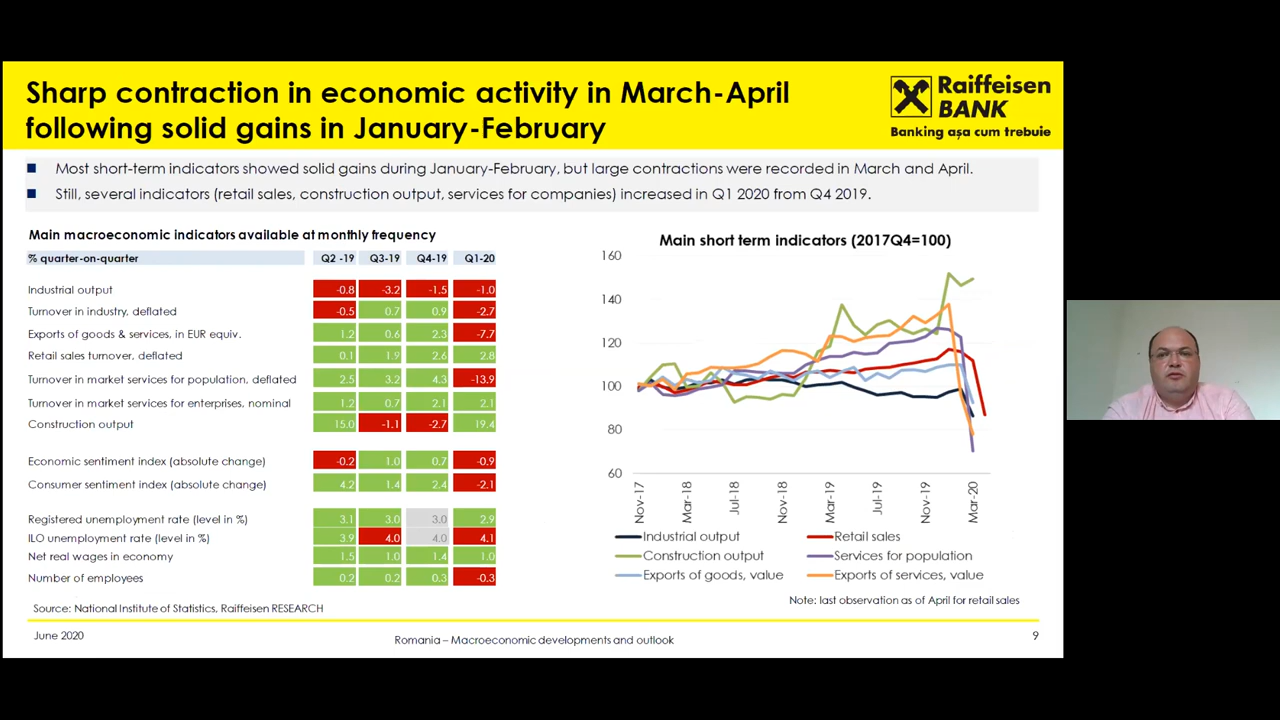 Sharp contraction in economic activity in March-April
following solid gains in January-February
Raiffeisen
BANK
Banking așa cum trebuie
Most short-term indicators showed solid gains during January-February, but large contractions were recorded in March and April.
Still, several indicators (retail sales, construction output, services for companies) increased in Q1 2020 from Q4 2019.
Main macroeconomic indicators available at monthly frequency
% quarter-on-quarter Q2 -19 Q3-19 Q4-19 Q1-20
Industrial output -0.8 -3.2 -1.5 -1.0
Turnover in industry, deflated -0.5 0.7 0.9 -2.7
Exports of goods & services, in EUR equiv. 1.2 0.6 2.3 -7.7
Retail sales turnover, deflated 0.1 1.9 2.6 2.8
Turnover in market services for population, deflated 2.5 3.2 4.3 -13.9
Turnover in market services for enterprises, nominal 1.2 0.7 2.1 2.1
Construction output 15.0 -1.1 -2.7 19.4
Economic sentiment index (absolute change) -0.2 1.0 0.7 -0.9
Consumer sentiment index (absolute change) 4.2 1.4 2.4 -2.1
Registered unemployment rate (level in %) 3.1 3.0 3.0 2.9
ILO unemployment rate (level in %) 3.9 4.0 4.0 4.1
Net real wages in economy 1.5 1.0 1.4 1.0
Number of employees 0.2 0.2 0.3 -0.3
Source: National Institute of Statistics, Raiffeisen RESEARCH
Main short term indicators (2017Q4=100)
160
140
120
100
80
60
Nov-17 Mar-18 Jul-18 Nov-18 Mar-19 Jul-19 Nov-19 Mar-20
Industrial output Retail sales
Construction output Services for population
Exports of goods, value Exports of services, value
Note: last observation as of April for retail sales
June 2020
Romania – Macroeconomic developments and outlook
9